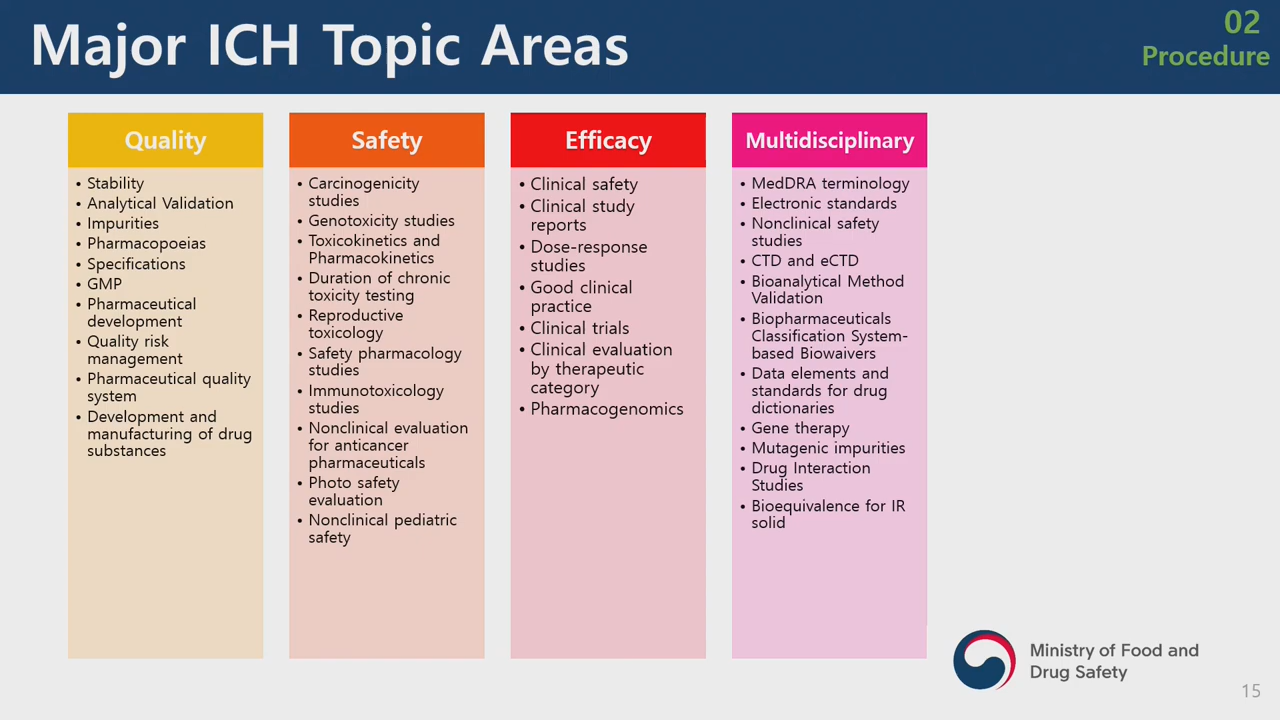 Major ICH Topic Areas
02
Procedure
Quality
• Stability
• Analytical Validation
• Impurities
• Pharmacopoeias
• Specifications
• GMP
• Pharmaceutical
development
• Quality risk
management
• Pharmaceutical quality
system
• Development and
manufacturing of drug
substances
Safety
• Carcinogenicity
studies
• Genotoxicity studies
• Toxicokinetics and
Pharmacokinetics
• Duration of chronic
toxicity testing
• Reproductive
toxicology
• Safety pharmacology
studies
• Immunotoxicology
studies
• Nonclinical evaluation
for anticancer
pharmaceuticals
• Photo safety
evaluation
• Nonclinical pediatric
safety
Efficacy
• Clinical safety
• Clinical study
reports
• Dose-response
studies
• Good clinical
practice
• Clinical trials
• Clinical evaluation
by therapeutic
category
• Pharmacogenomics
Multidisciplinary
• MedDRA terminology
• Electronic standards
• Nonclinical safety
studies
• CTD and eCTD
• Bioanalytical Method
Validation
• Biopharmaceuticals
Classification System-
based Biowaivers
• Data elements and
standards for drug
dictionaries
• Gene therapy
• Mutagenic impurities
• Drug Interaction
Studies
• Bioequivalence for IR
solid
Ministry of Food and
Drug Safety
15